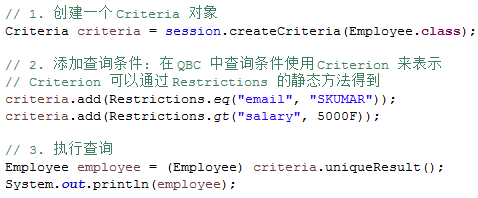 // 1. 创建一个 Criteria 对象
Criteria criteria = session.createCriteria(Employee.class);
// 2. 添加查询条件: 在 QBC 中查询条件使用 Criterion 来表示
// Criterion 可以通过 Restrictions 的静态方法得到
criteria.add(Restrictions.eq("email", "SKUMAR"));
criteria.add(Restrictions.gt("salary", 5000F));
// 3. 执行查询
Employee employee = (Employee) criteria.uniqueResult();
System.out.println(employee);